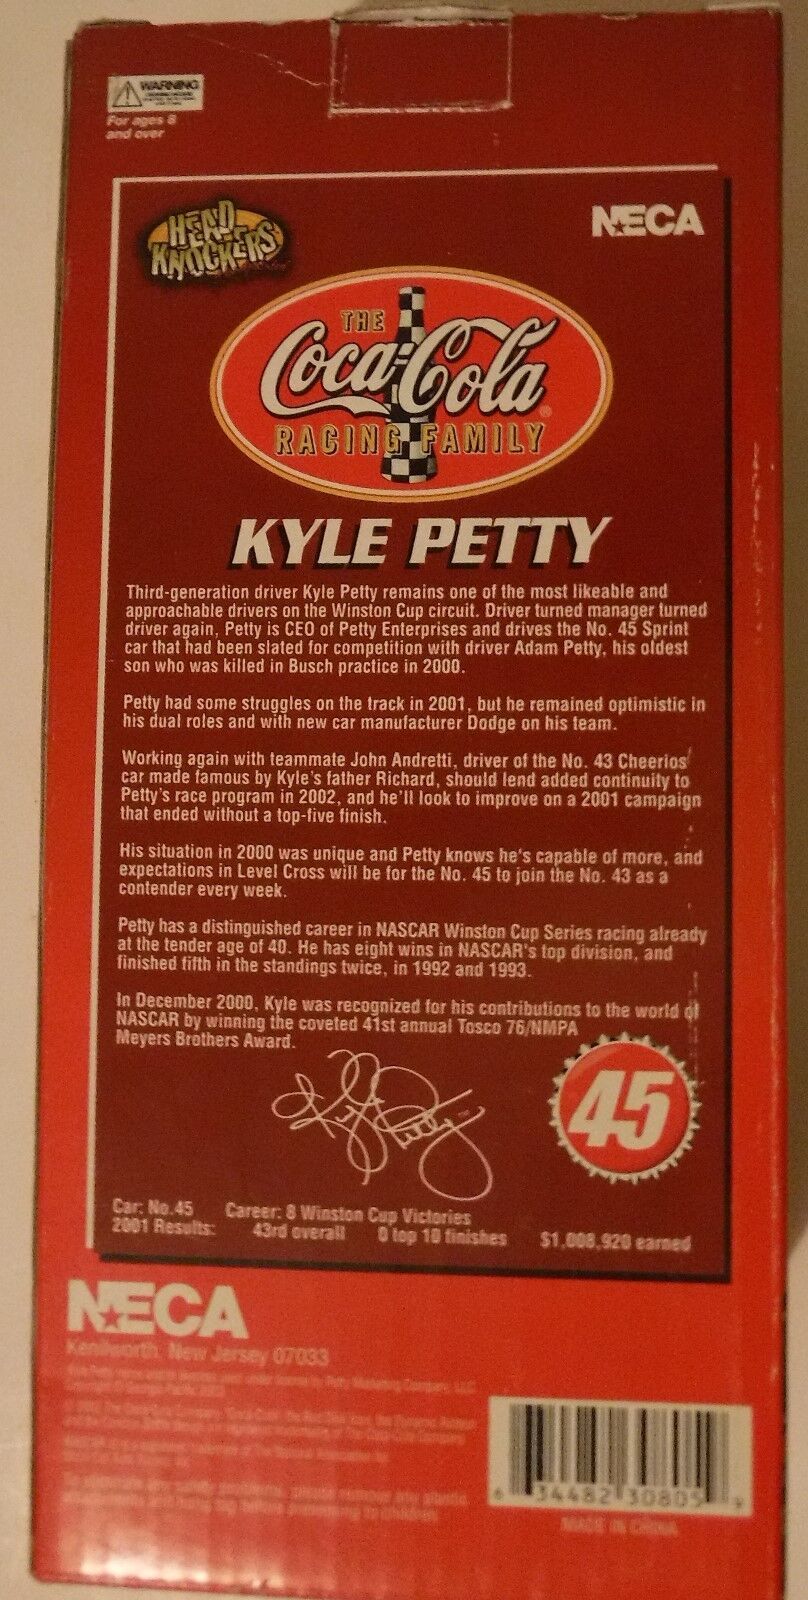 WARNING
For ages 8
and over
HEAD
KNOCKERS
NECA
THE
Coca-Cola
RACING FAMILY
KYLE PETTY
Third-generation driver Kyle Petty remains one of the most likeable and
approachable drivers on the Winston Cup circuit. Driver turned manager turned
driver again, Petty is CEO of Petty Enterprises and drives the No. 45 Sprint
car that had been slated for competition with driver Adam Petty, his oldest
son who was killed in Busch practice in 2000.
Petty had some struggles on the track in 2001, but he remained optimistic in
his dual roles and with new car manufacturer Dodge on his team.
Working again with teammate John Andretti, driver of the No. 43 Cheerios
car made famous by Kyle's father Richard, should lend added continuity to
Petty's race program in 2002, and he'll look to improve on a 2001 campaign
that ended without a top-five finish.
His situation in 2000 was unique and Petty knows he's capable of more, and
expectations in Level Cross will be for the No. 45 to join the No. 43 as a
contender every week.
Petty has a distinguished career in NASCAR Winston Cup Series racing already
at the tender age of 40. He has eight wins in NASCAR's top division, and
finished fifth in the standings twice, in 1992 and 1993.
In December 2000, Kyle was recognized for his contributions to the world of
NASCAR by winning the coveted 41st annual Tosco 76/NMPA
Meyers Brothers Award.
Kyle Petty
45
Car: No.45 Career: 8 Winston Cup Victories
2001 Results: 43rd overall 0 top 10 finishes $1,008,920 earned
NECA
Kenilworth, New Jersey 07033
6 34482 30805 9
MADE IN CHINA